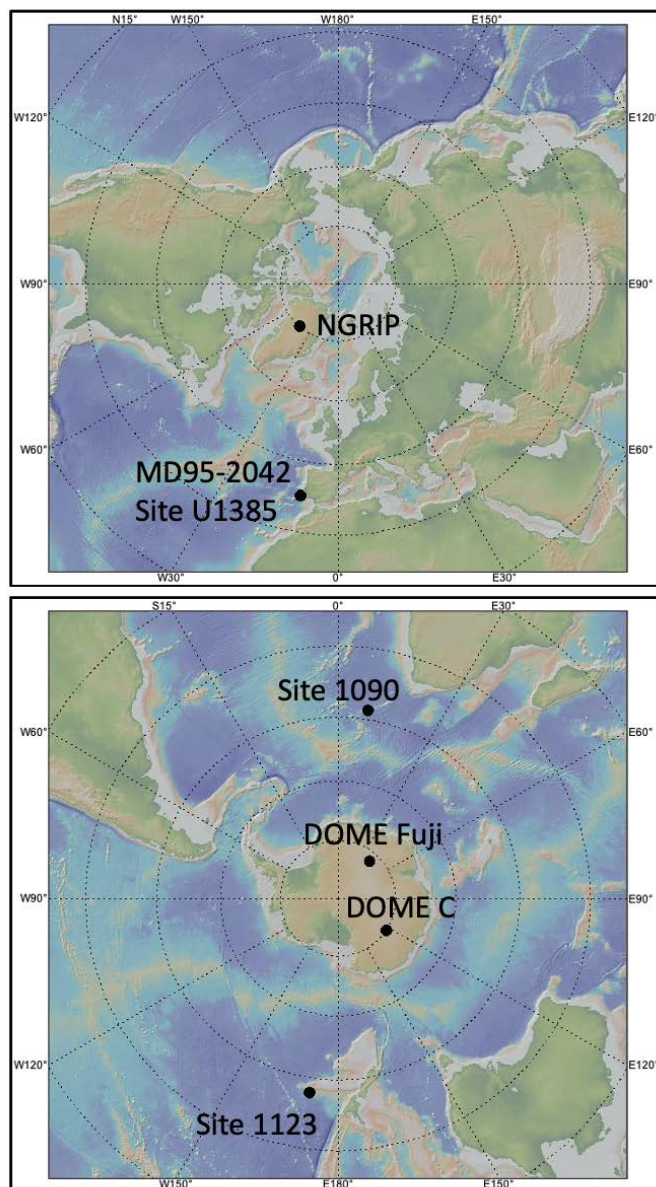 N15° W150° W180° E150°
W120° E120°
W90° E90°
NGRIP
W60° E60°
MD95-2042
Site U1385
W30° 0° E30°
S15° 0° E30°
Site 1090
W60° E60°
DOME Fuji
W90° E90°
DOME C
W120° E120°
Site 1123
W150° E180° E150°